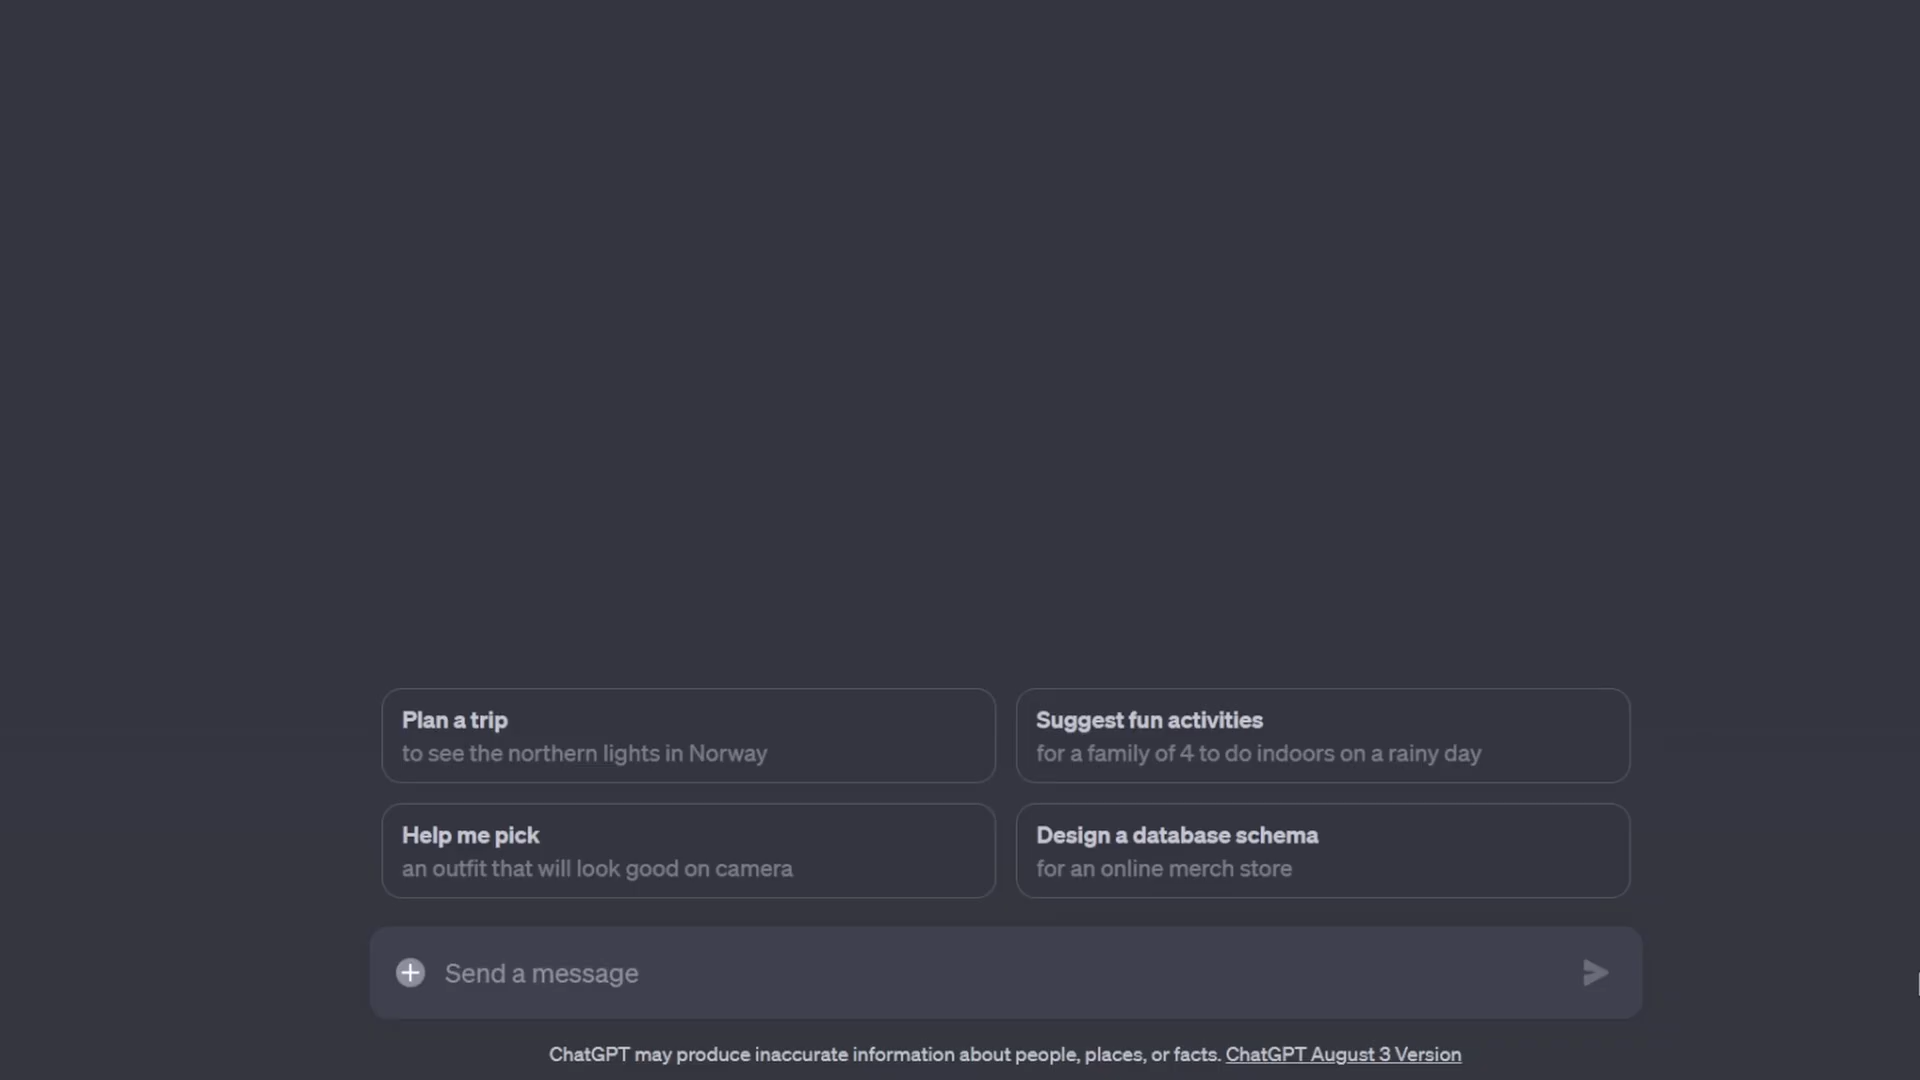 Plan a trip
to see the northern lights in Norway
Suggest fun activities
for a family of 4 to do indoors on a rainy day
Help me pick
an outfit that will look good on camera
Design a database schema
for an online merch store
Send a message
ChatGPT may produce inaccurate information about people, places, or facts. ChatGPT August 3 Version